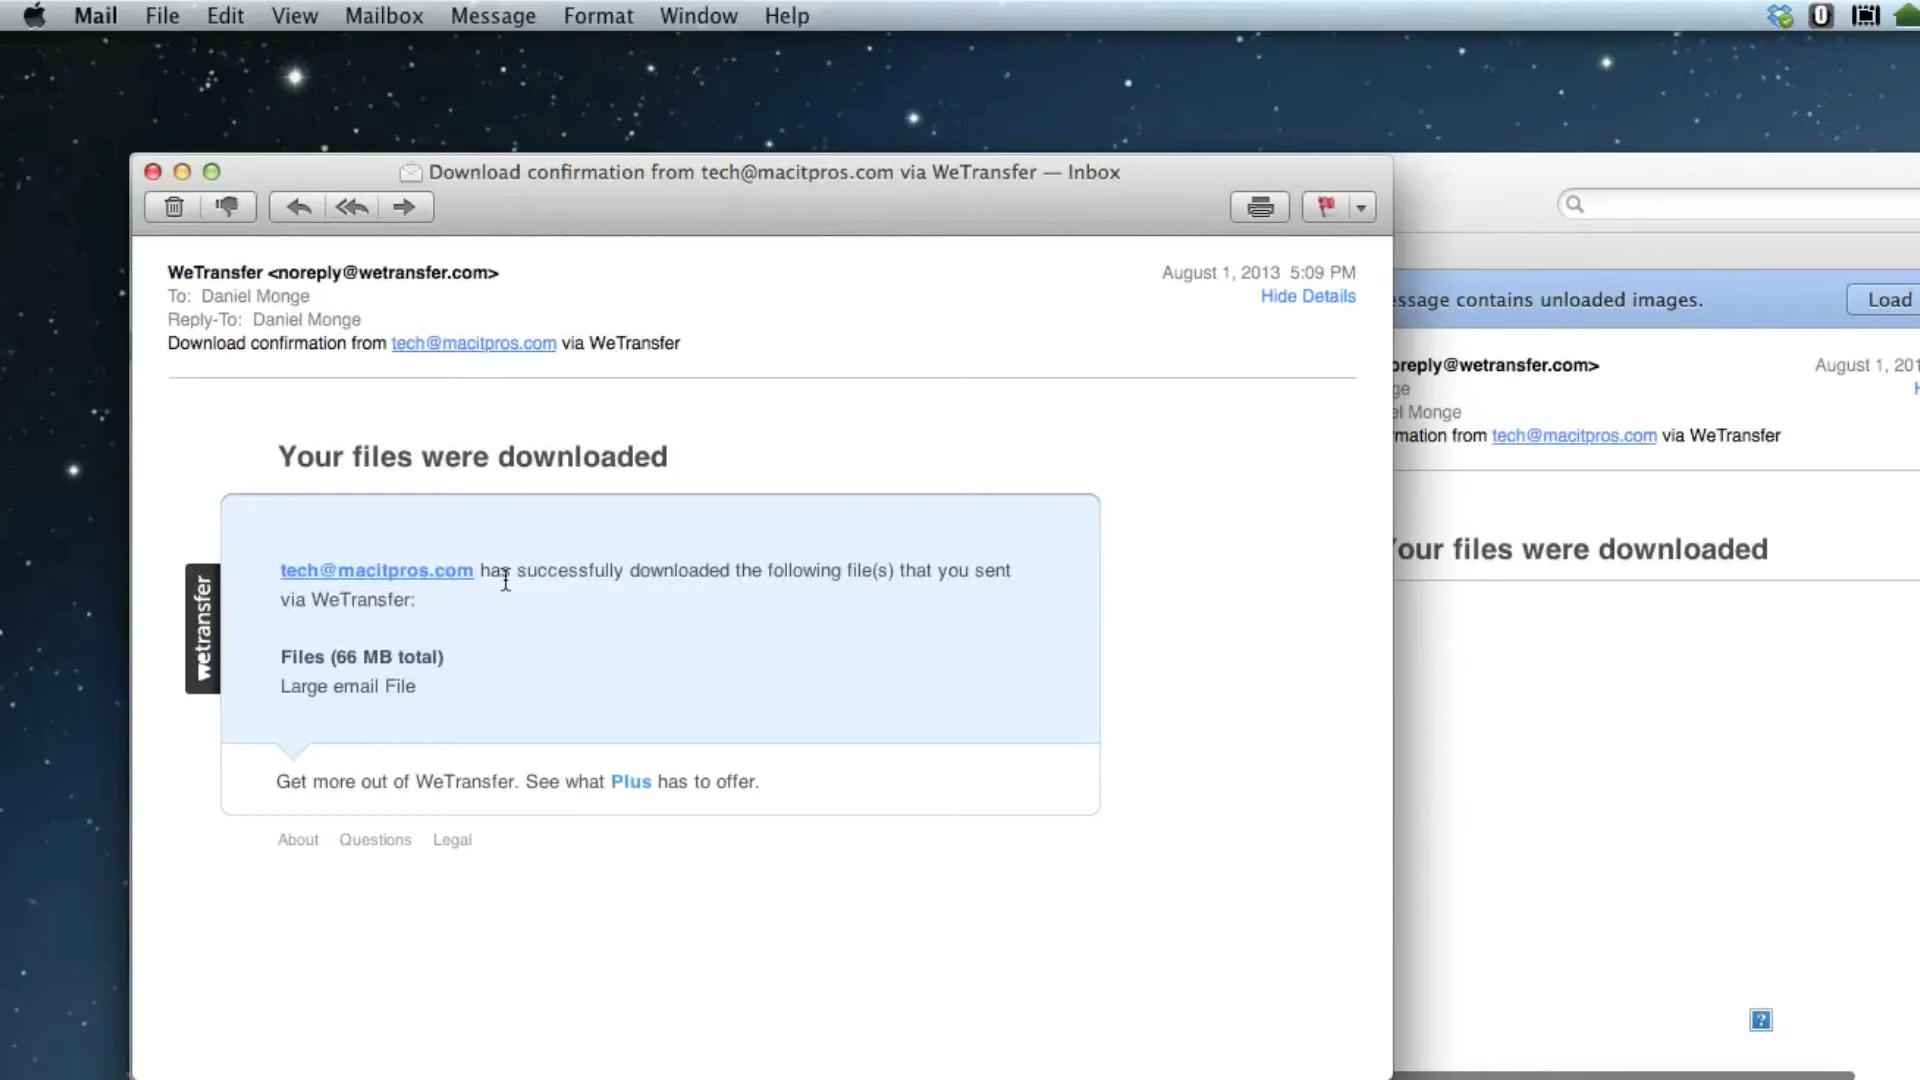 Mail File Edit View Mailbox Message Format Window Help
Download confirmation from tech@macitpros.com via WeTransfer — Inbox
WeTransfer <noreply@wetransfer.com>
August 1, 2013 5:09 PM
To: Daniel Monge
Hide Details
Reply-To: Daniel Monge
Download confirmation from tech@macitpros.com via WeTransfer
Your files were downloaded
tech@macitpros.com has successfully downloaded the following file(s) that you sent
via WeTransfer:
wetransfer
Files (66 MB total)
Large email File
Get more out of WeTransfer. See what Plus has to offer.
About Questions Legal
essage contains unloaded images.
Load
oreply@wetransfer.com>
August 1, 201
ge
el Monge
rmation from tech@macitpros.com via WeTransfer
our files were downloaded
?